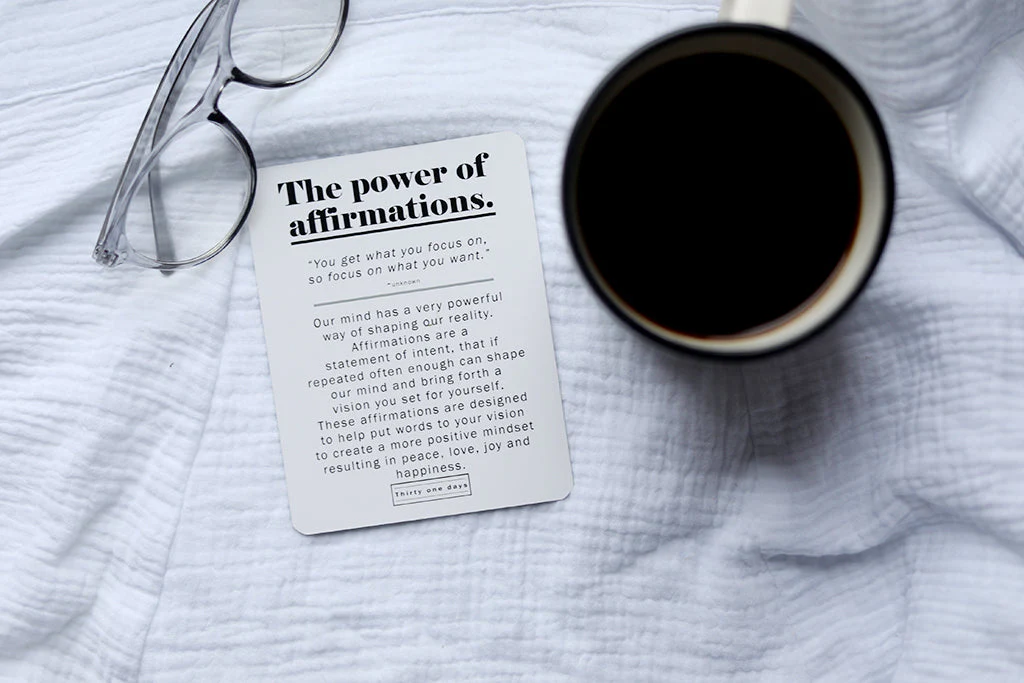 The power of
affirmations.
"You get what you focus on,
so focus on what you want."
-unknown
Our mind has a very powerful
way of shaping our reality.
Affirmations are a
statement of intent, that if
repeated often enough can shape
our mind and bring forth a
vision you set for yourself.
These affirmations are designed
to help put words to your vision
to create a more positive mindset
resulting in peace, love, joy and
happiness.
Thirty one days